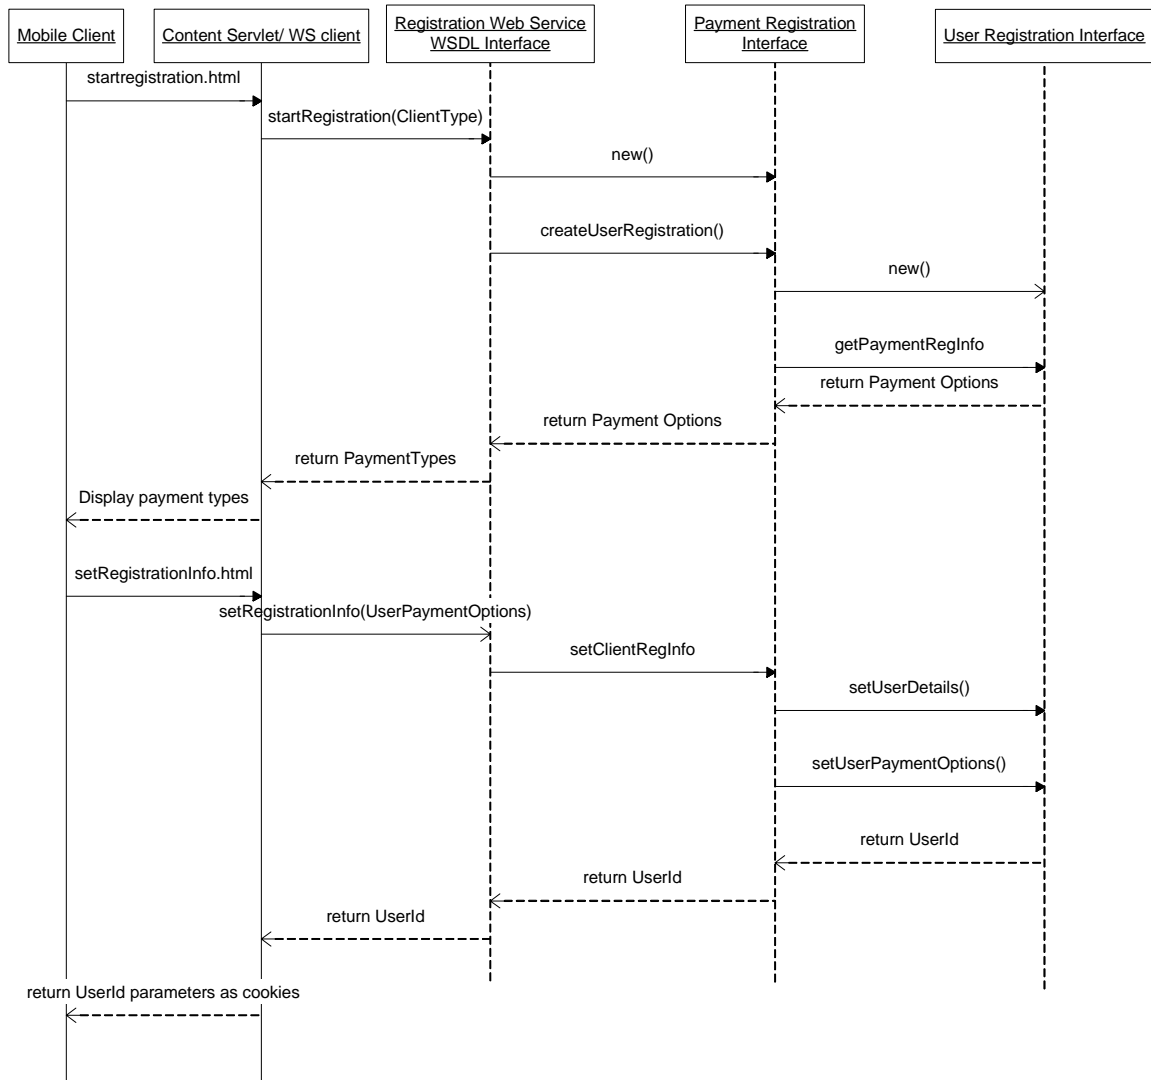 Mobile Client
Content Servlet/ WS client
Registration Web Service
WSDL Interface
Payment Registration
Interface
User Registration Interface
startregistration.html
startRegistration(ClientType)
new()
createUserRegistration()
new()
getPaymentRegInfo
return Payment Options
return Payment Options
return PaymentTypes
Display payment types
setRegistrationInfo.html
setRegistrationInfo(UserPaymentOptions)
setClientRegInfo
setUserDetails()
setUserPaymentOptions()
return UserId
return UserId
return UserId
return UserId parameters as cookies